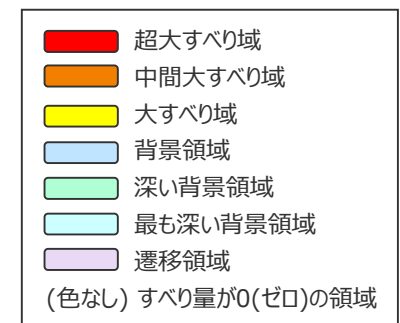 超大すべり域
中間大すべり域
大すべり域
背景領域
深い背景領域
最も深い背景領域
遷移領域
(色なし) すべり量が0(ゼロ)の領域